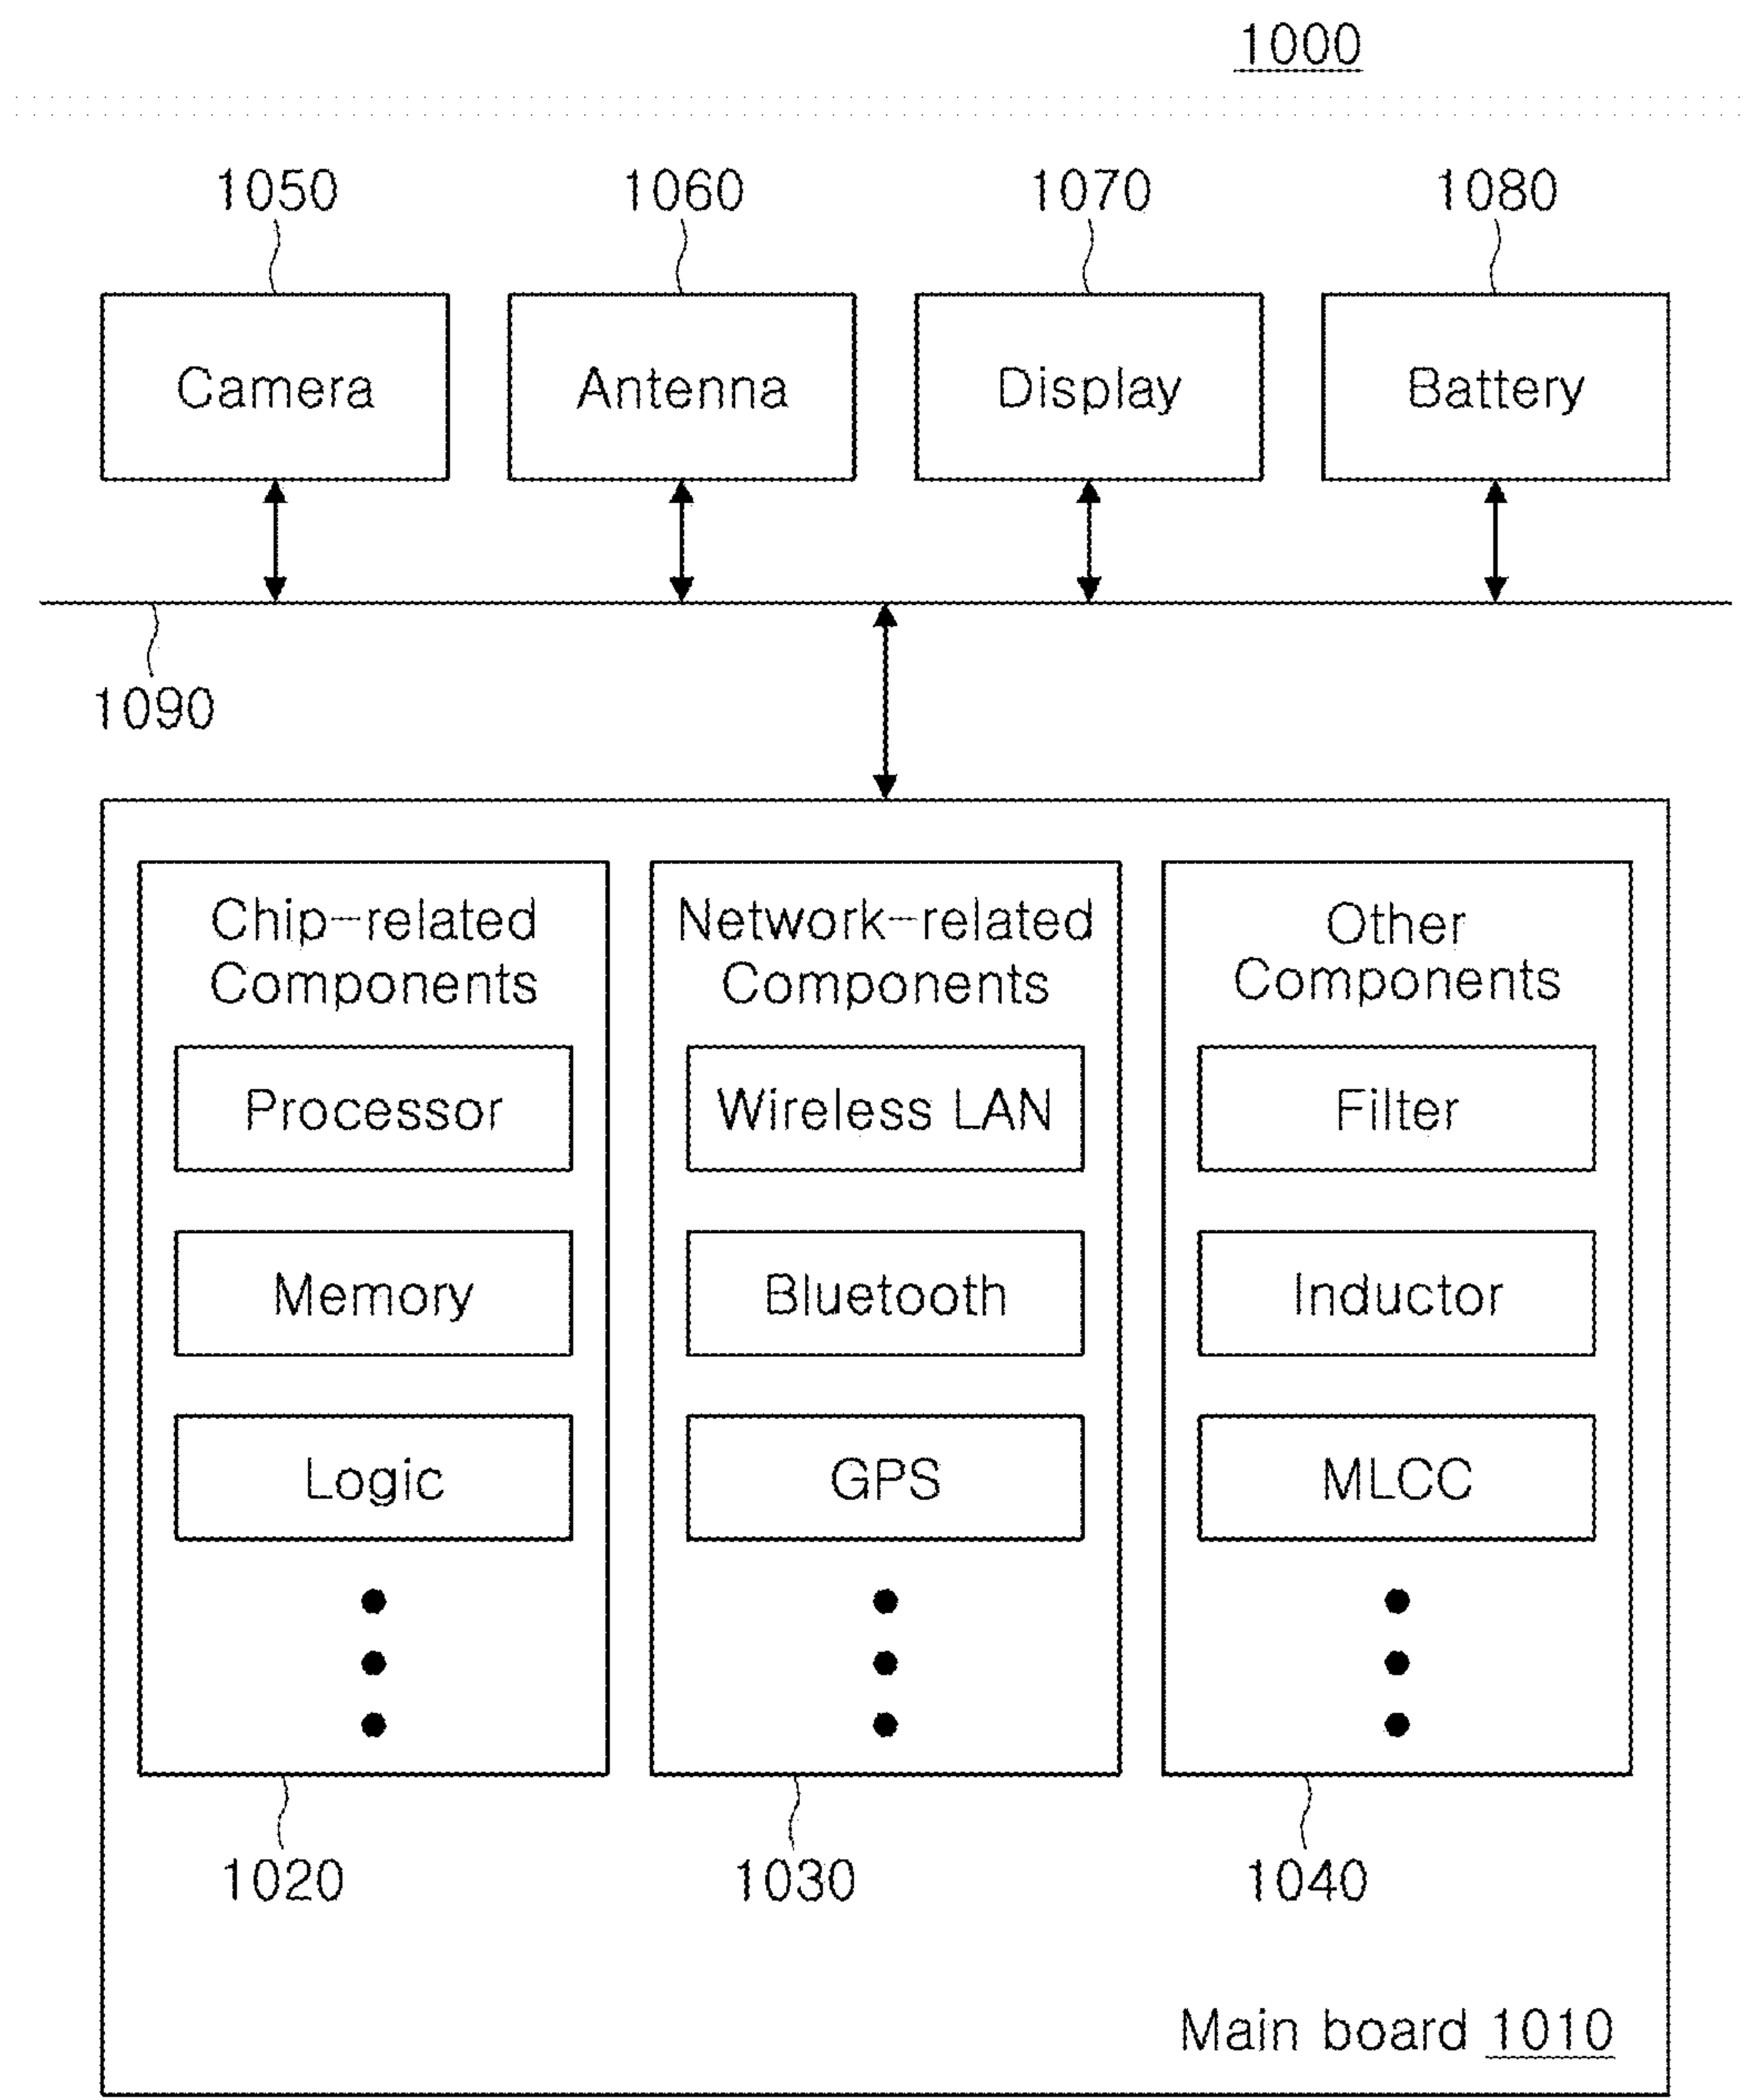 1000
1050 1060 1070 1080
Camera Antenna Display Battery
1090
Chip-related
Components
Processor
Memory
Logic
1020
Network-related
Components
Wireless LAN
Bluetooth
GPS
1030
Other
Components
Filter
Inductor
MLCC
1040
Main board 1010